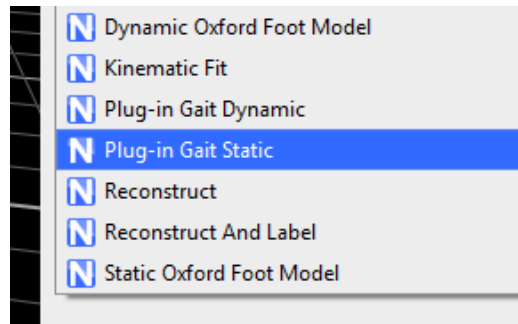 Dynamic Oxford Foot Model
Kinematic Fit
Plug-in Gait Dynamic
Plug-in Gait Static
Reconstruct
Reconstruct And Label
Static Oxford Foot Model